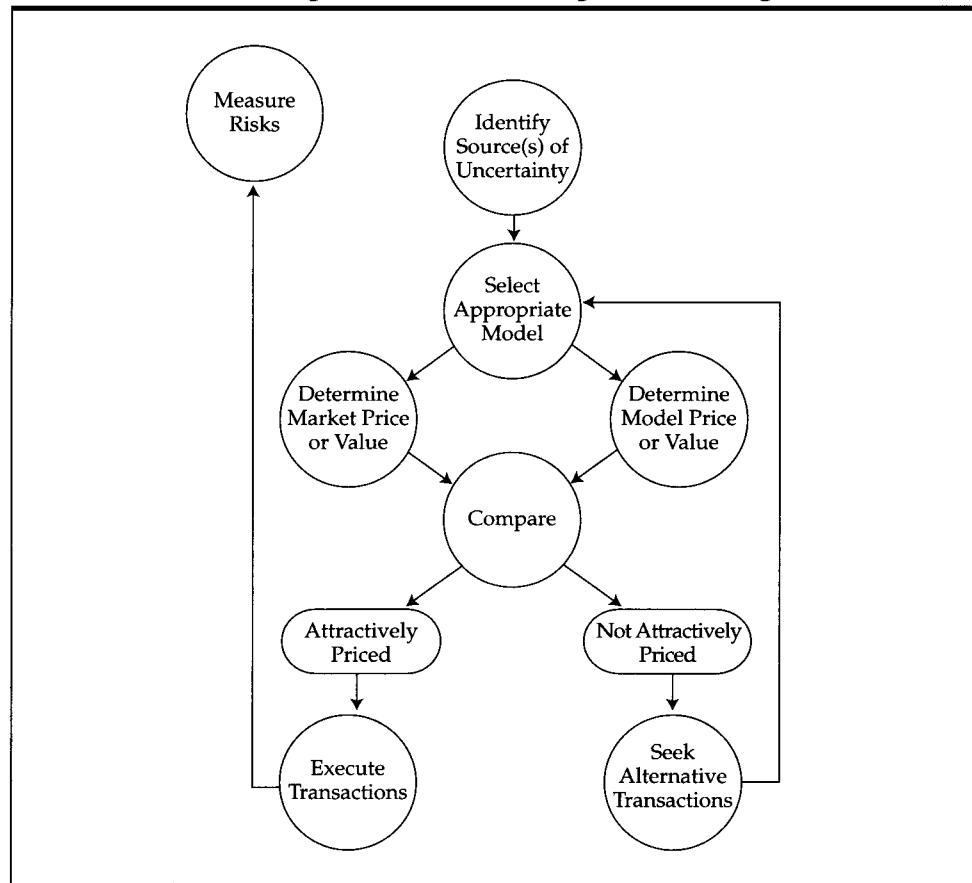 Measure
Risks
Identify
Source(s) of
Uncertainty
Select
Appropriate
Model
Determine
Market Price
or Value
Determine
Model Price
or Value
Compare
Attractively
Priced
Not Attractively
Priced
Execute
Transactions
Seek
Alternative
Transactions